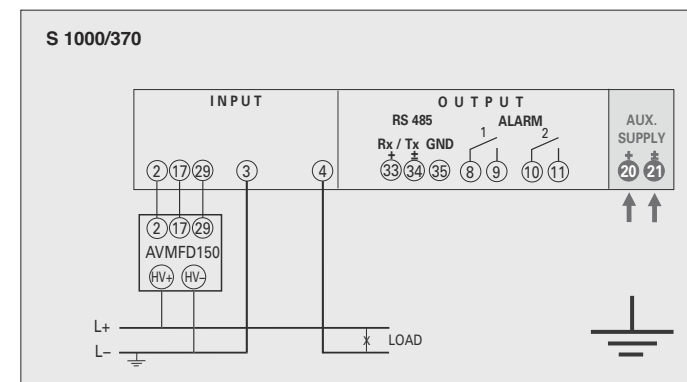 S 1000/370
INPUT
OUTPUT
RS 485
ALARM
AUX.
SUPPLY
1
2
Rx / Tx GND
+ ±
+ ±
2 17 29 3 4 33 34 35 8 9 10 11 20 21
2 17 29
AVMFD150
HV+ HV–
L+
L–
X LOAD